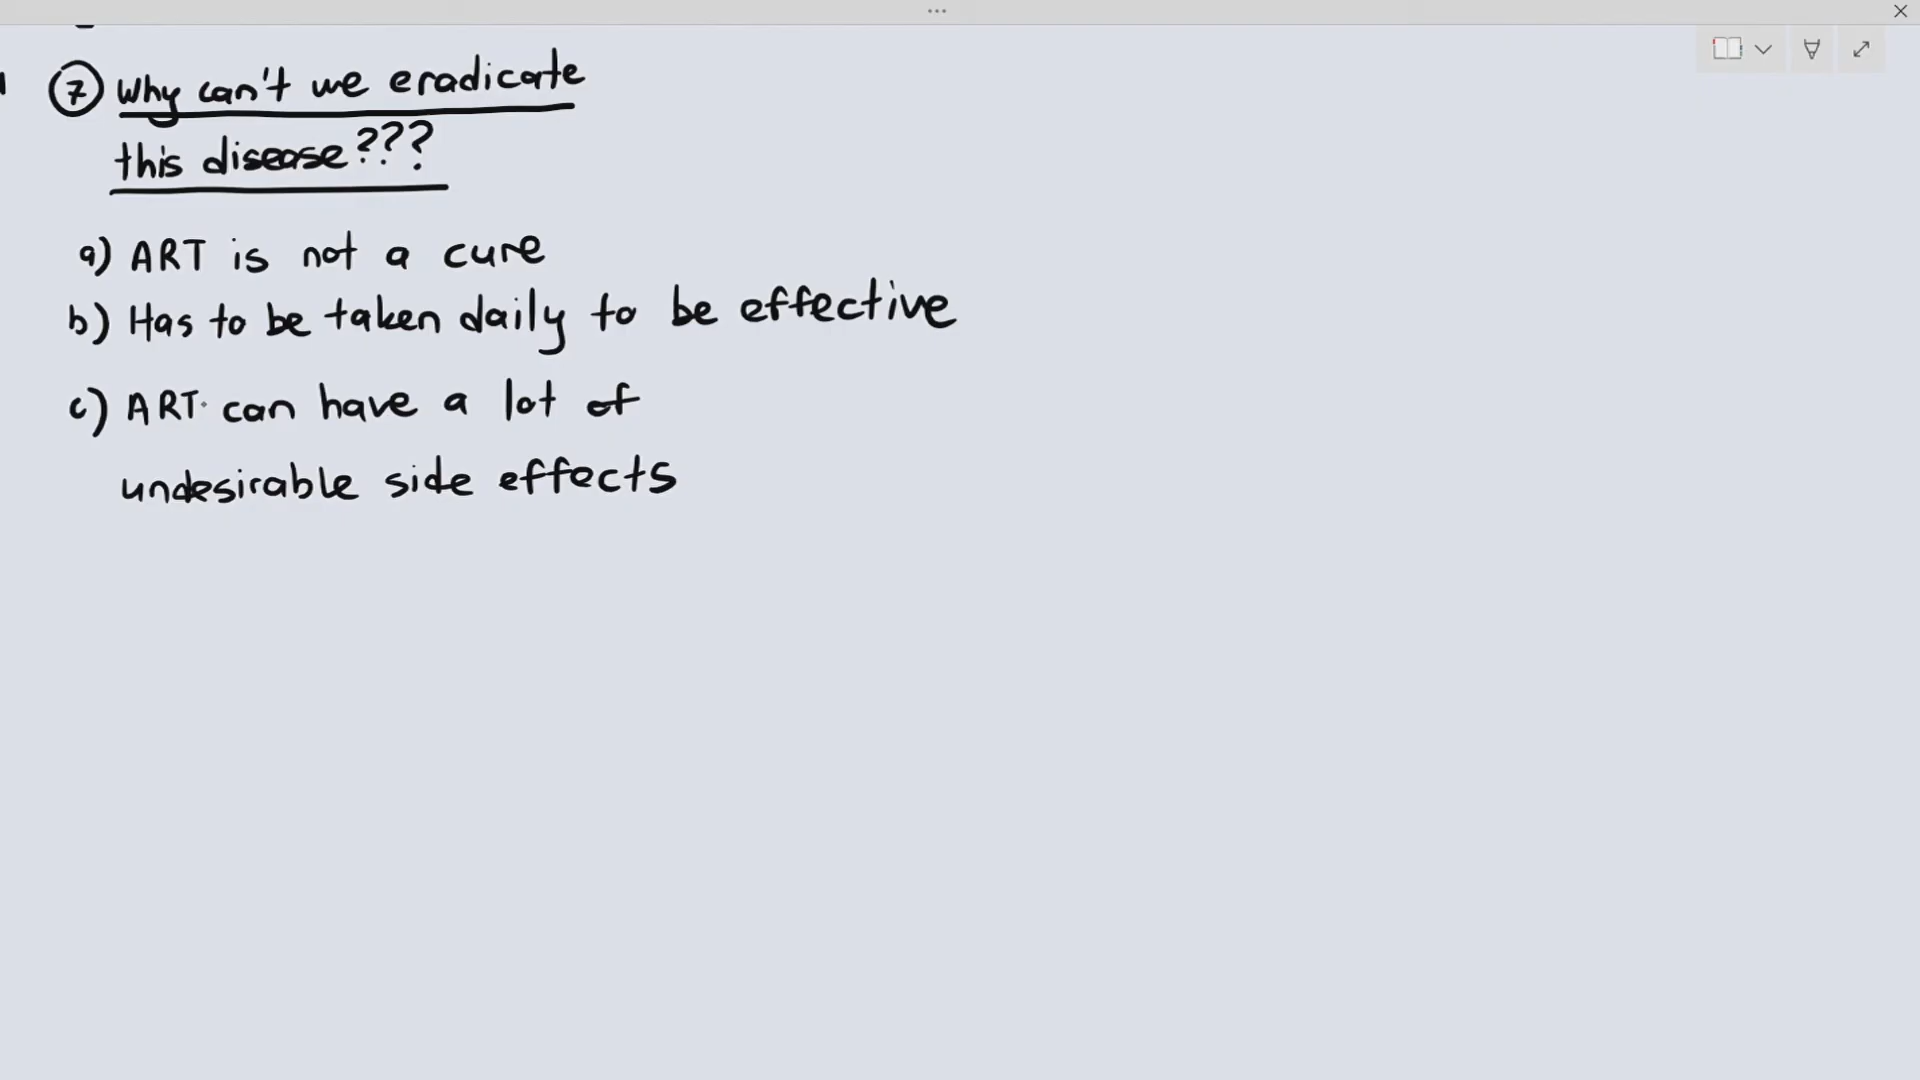 ⑦ Why can't we eradicate
this disease???
a) ART is not a cure
b) Has to be taken daily to be effective
c) ART can have a lot of
undesirable side effects